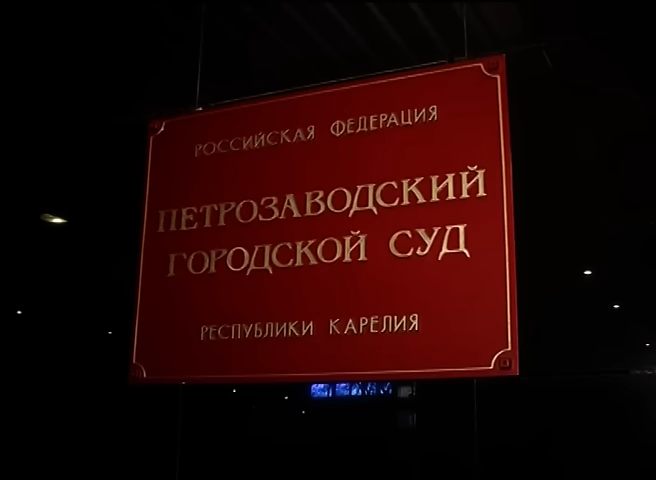 РОССИЙСКАЯ ФЕДЕРАЦИЯ
ПЕТРОЗАВОДСКИЙ
ГОРОДСКОЙ СУД
РЕСПУБЛИКИ КАРЕЛИЯ